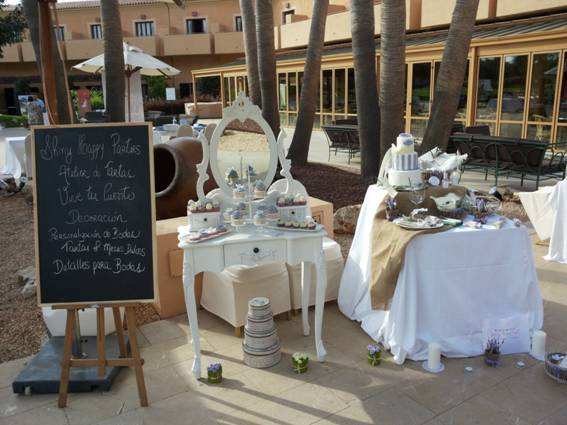 Shiny Happy Parties
Atelier de Tartas
Vive tu Cuento
Decoración
Personalización de Bodas
Tartas & Mesas Dulces
Detalles para Bodas